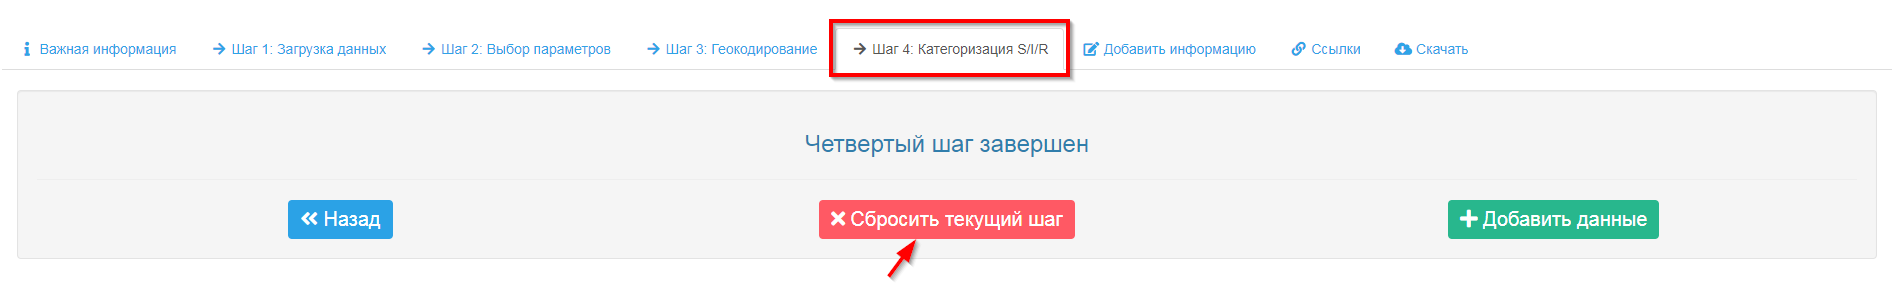 Важная информация
Шаг 1: Загрузка данных
Шаг 2: Выбор параметров
Шаг 3: Геокодирование
Шаг 4: Категоризация S/I/R
Добавить информацию
Ссылки
Скачать
Четвертый шаг завершен
Назад
Сбросить текущий шаг
Добавить данные